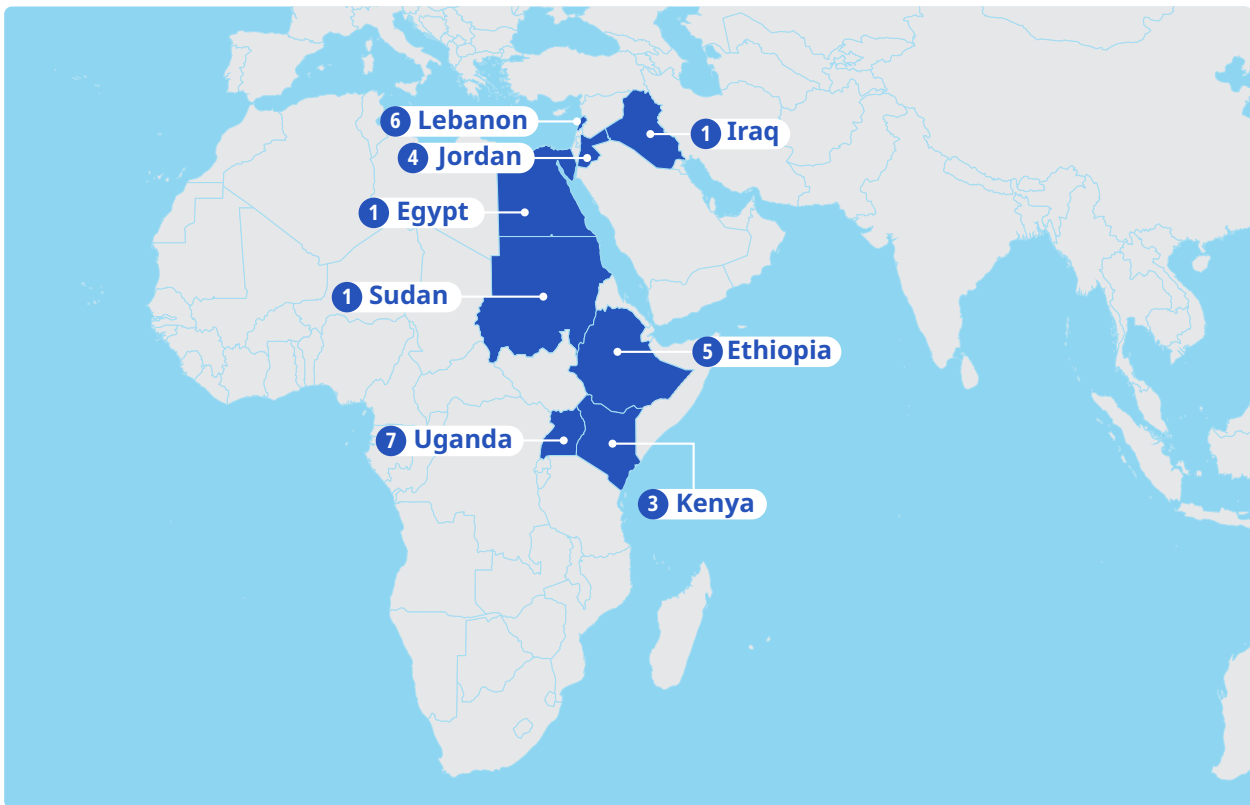 6 Lebanon
1 Iraq
4 Jordan
1 Egypt
1 Sudan
5 Ethiopia
7 Uganda
3 Kenya